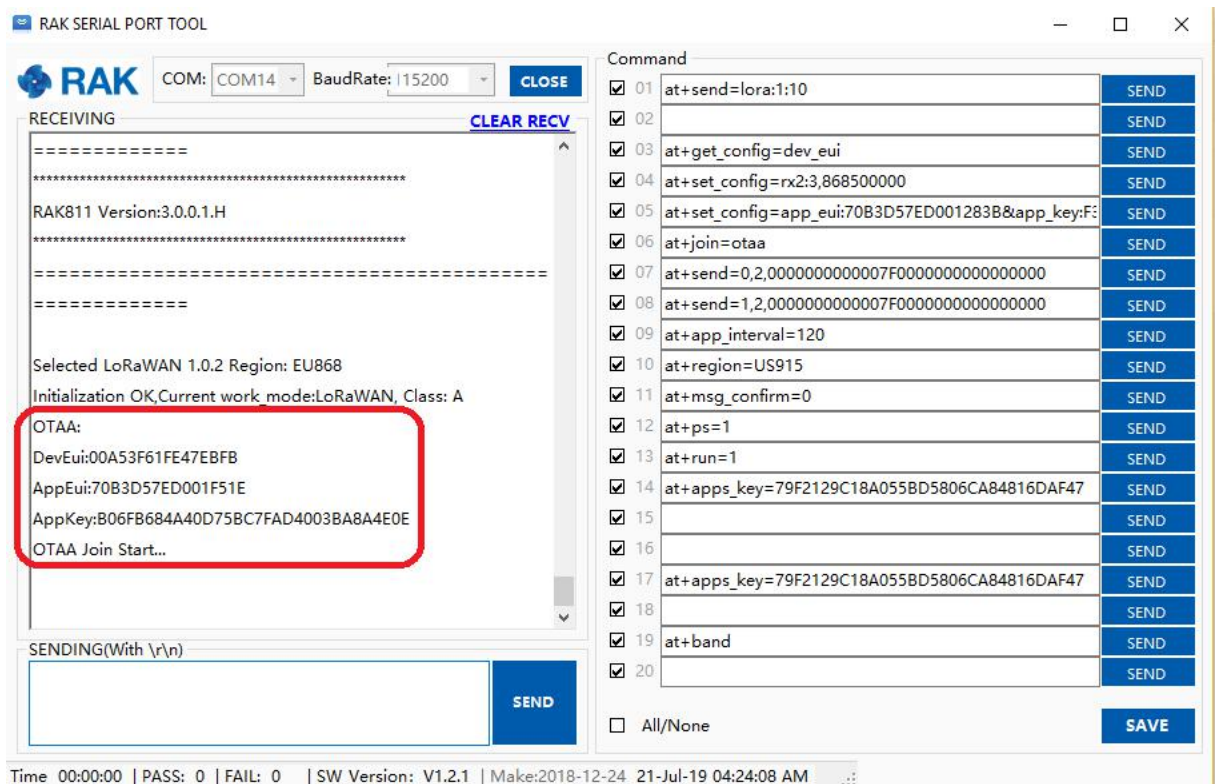 RAK SERIAL PORT TOOL
RAK
COM: COM14 BaudRate: 115200 CLOSE
RECEIVING CLEAR RECV
=============
********************************************************
RAK811 Version:3.0.0.1.H
********************************************************
===========================================
=============
Selected LoRaWAN 1.0.2 Region: EU868
Initialization OK,Current work_mode:LoRaWAN, Class: A
OTAA:
DevEui:00A53F61FE47EBFB
AppEui:70B3D57ED001F51E
AppKey:B06FB684A40D75BC7FAD4003BA8A4E0E
OTAA Join Start...
SENDING(With \r\n)
SEND
Command
01 at+send=lora:1:10 SEND
02 SEND
03 at+get_config=dev_eui SEND
04 at+set_config=rx2:3,868500000 SEND
05 at+set_config=app_eui:70B3D57ED001283B&app_key:F3 SEND
06 at+join=otaa SEND
07 at+send=0,2,0000000000007F0000000000000000 SEND
08 at+send=1,2,0000000000007F0000000000000000 SEND
09 at+app_interval=120 SEND
10 at+region=US915 SEND
11 at+msg_confirm=0 SEND
12 at+ps=1 SEND
13 at+run=1 SEND
14 at+apps_key=79F2129C18A055BD5806CA84816DAF47 SEND
15 SEND
16 SEND
17 at+apps_key=79F2129C18A055BD5806CA84816DAF47 SEND
18 SEND
19 at+band SEND
20 SEND
All/None SAVE
Time 00:00:00 | PASS: 0 | FAIL: 0 | SW Version: V1.2.1 | Make:2018-12-24 21-Jul-19 04:24:08 AM